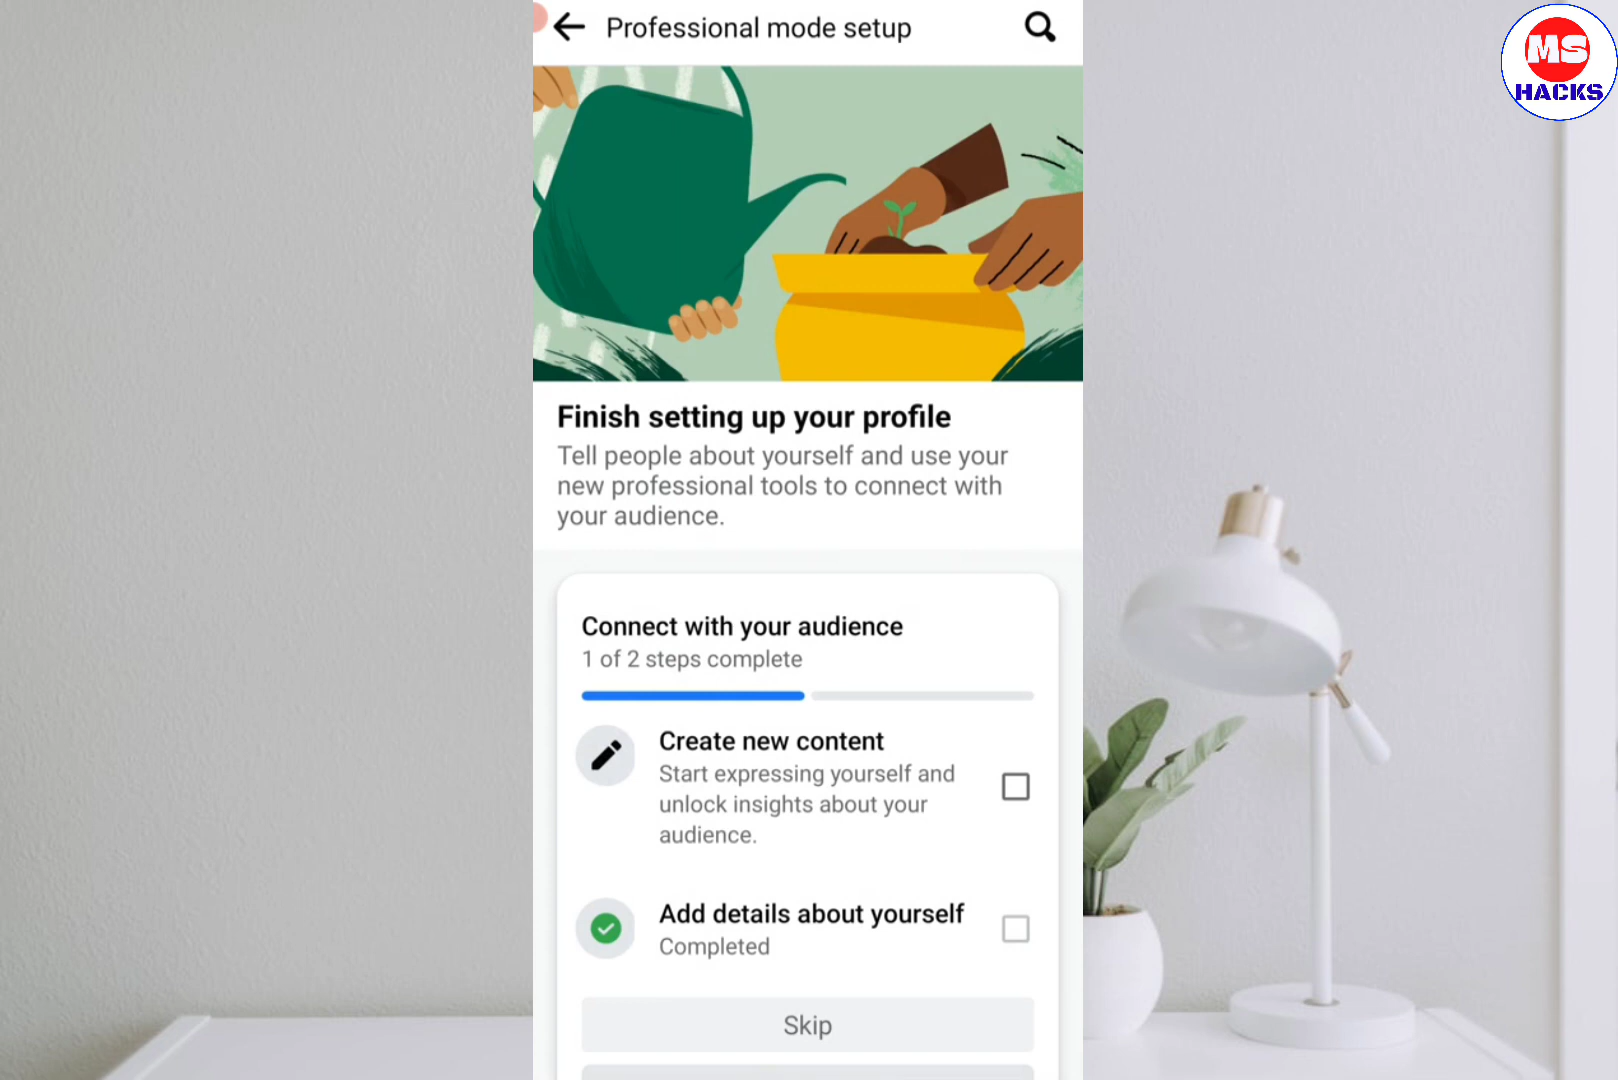 Professional mode setup
MS
HACKS
Finish setting up your profile
Tell people about yourself and use your
new professional tools to connect with
your audience.
Connect with your audience
1 of 2 steps complete
Create new content
Start expressing yourself and
unlock insights about your
audience.
Add details about yourself
Completed
Skip